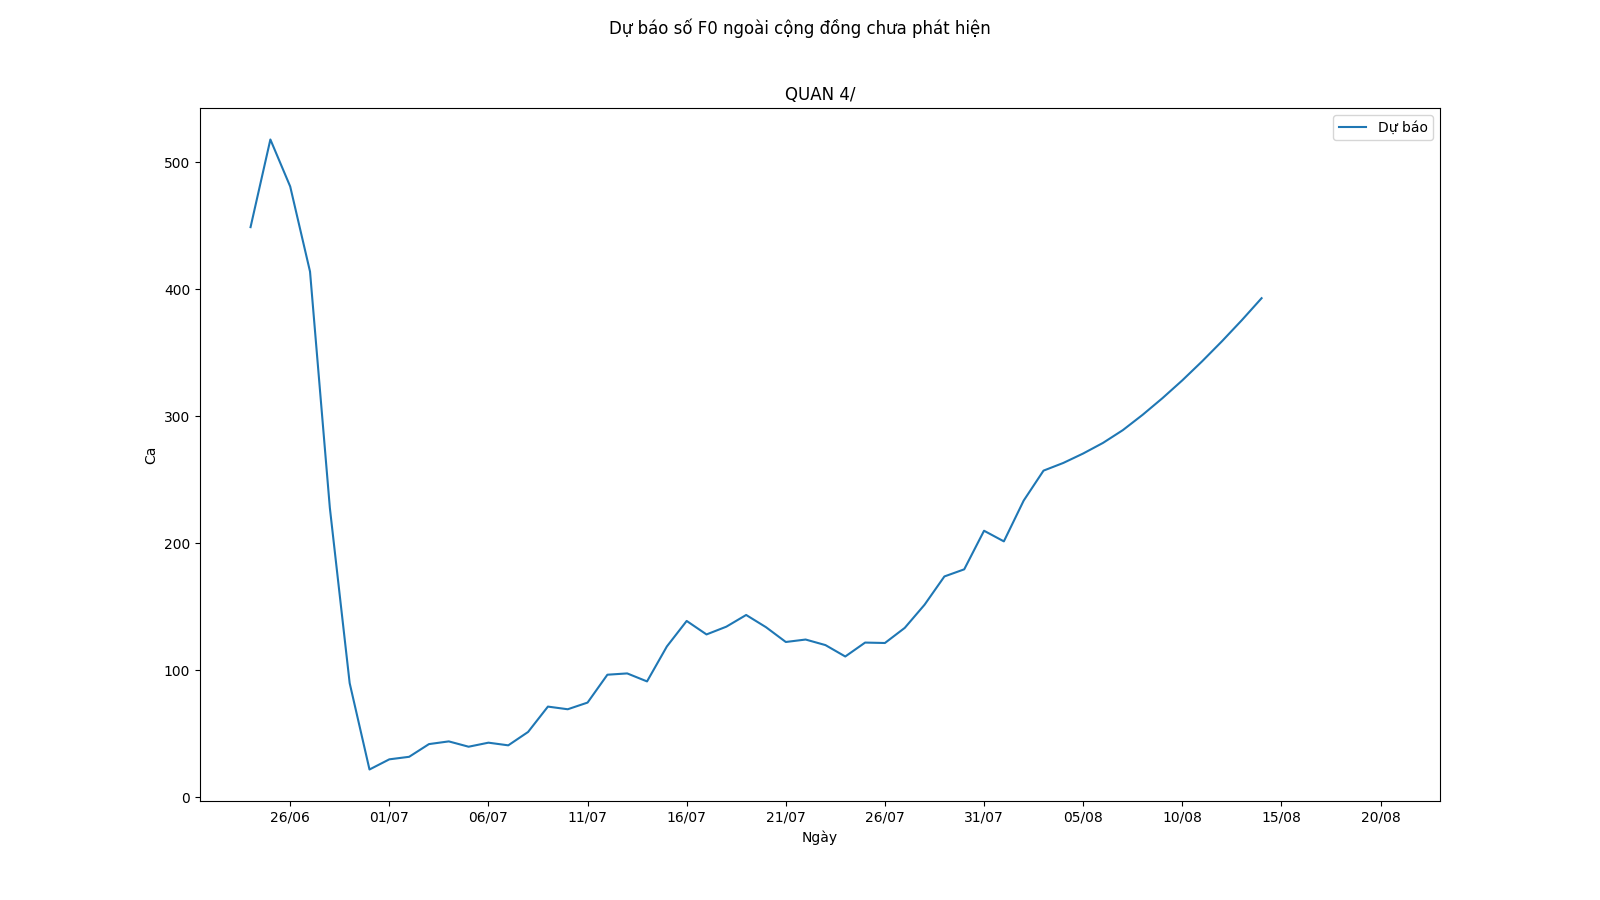 Dự báo số F0 ngoài cộng đồng chưa phát hiện
QUAN 4/
Dự báo
500
400
300
200
100
0
Ca
26/06 01/07 06/07 11/07 16/07 21/07 26/07 31/07 05/08 10/08 15/08 20/08
Ngày